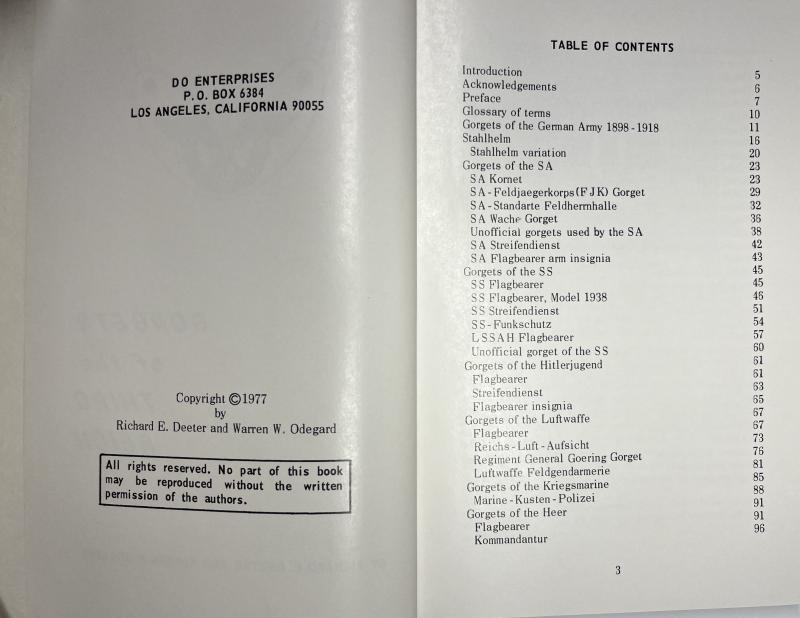 DO ENTERPRISES
P.O. BOX 6384
LOS ANGELES, CALIFORNIA 90055
Copyright ©1977
by
Richard E. Deeter and Warren W. Odegard
All rights reserved. No part of this book
may be reproduced without the written
permission of the authors.
TABLE OF CONTENTS
Introduction 5
Acknowledgements 6
Preface 7
Glossary of terms 10
Gorgets of the German Army 1898-1918 11
Stahlhelm 16
Stahlhelm variation 20
Gorgets of the SA 23
SA Kornet 23
SA-Feldjaegerkorps(FJK) Gorget 29
SA-Standarte Feldhermhalle 32
SA Wache Gorget 36
Unofficial gorgets used by the SA 38
SA Streifendienst 42
SA Flagbearer arm insignia 43
Gorgets of the SS 45
SS Flagbearer 45
SS Flagbearer, Model 1938 46
SS Streifendienst 51
SS-Funkschutz 54
LSSAH Flagbearer 57
Unofficial gorget of the SS 60
Gorgets of the Hitlerjugend 61
Flagbearer 61
Streifendienst 63
Flagbearer insignia 65
Gorgets of the Luftwaffe 67
Flagbearer 67
Reichs-Luft-Aufsicht 73
Regiment General Goering Gorget 76
Luftwaffe Feldgendarmerie 81
Gorgets of the Kriegsmarine 85
Marine-Kusten-Polizei 88
Gorgets of the Heer 91
Flagbearer 91
Kommandantur 96
3